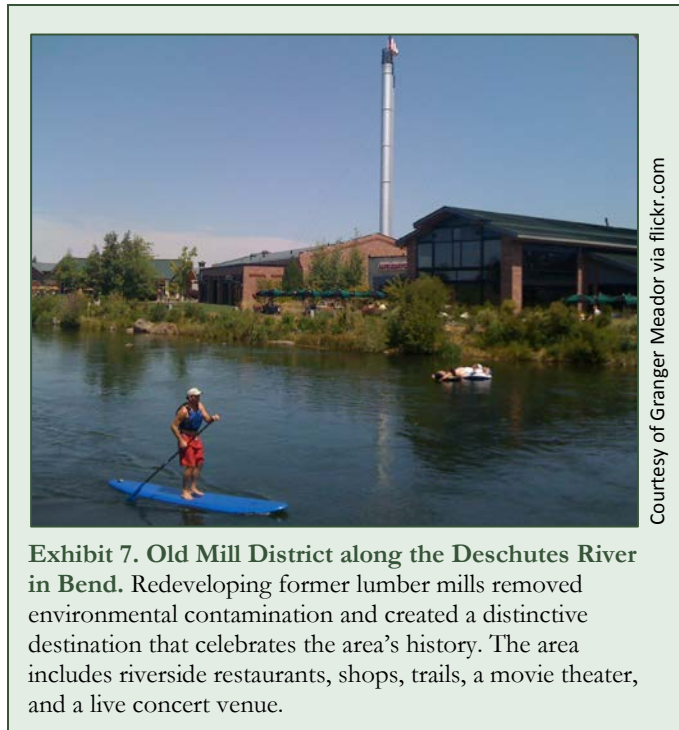 Courtesy of Granger Meador via flickr.com
Exhibit 7. Old Mill District along the Deschutes River
in Bend. Redeveloping former lumber mills removed
environmental contamination and created a distinctive
destination that celebrates the area's history. The area
includes riverside restaurants, shops, trails, a movie theater,
and a live concert venue.